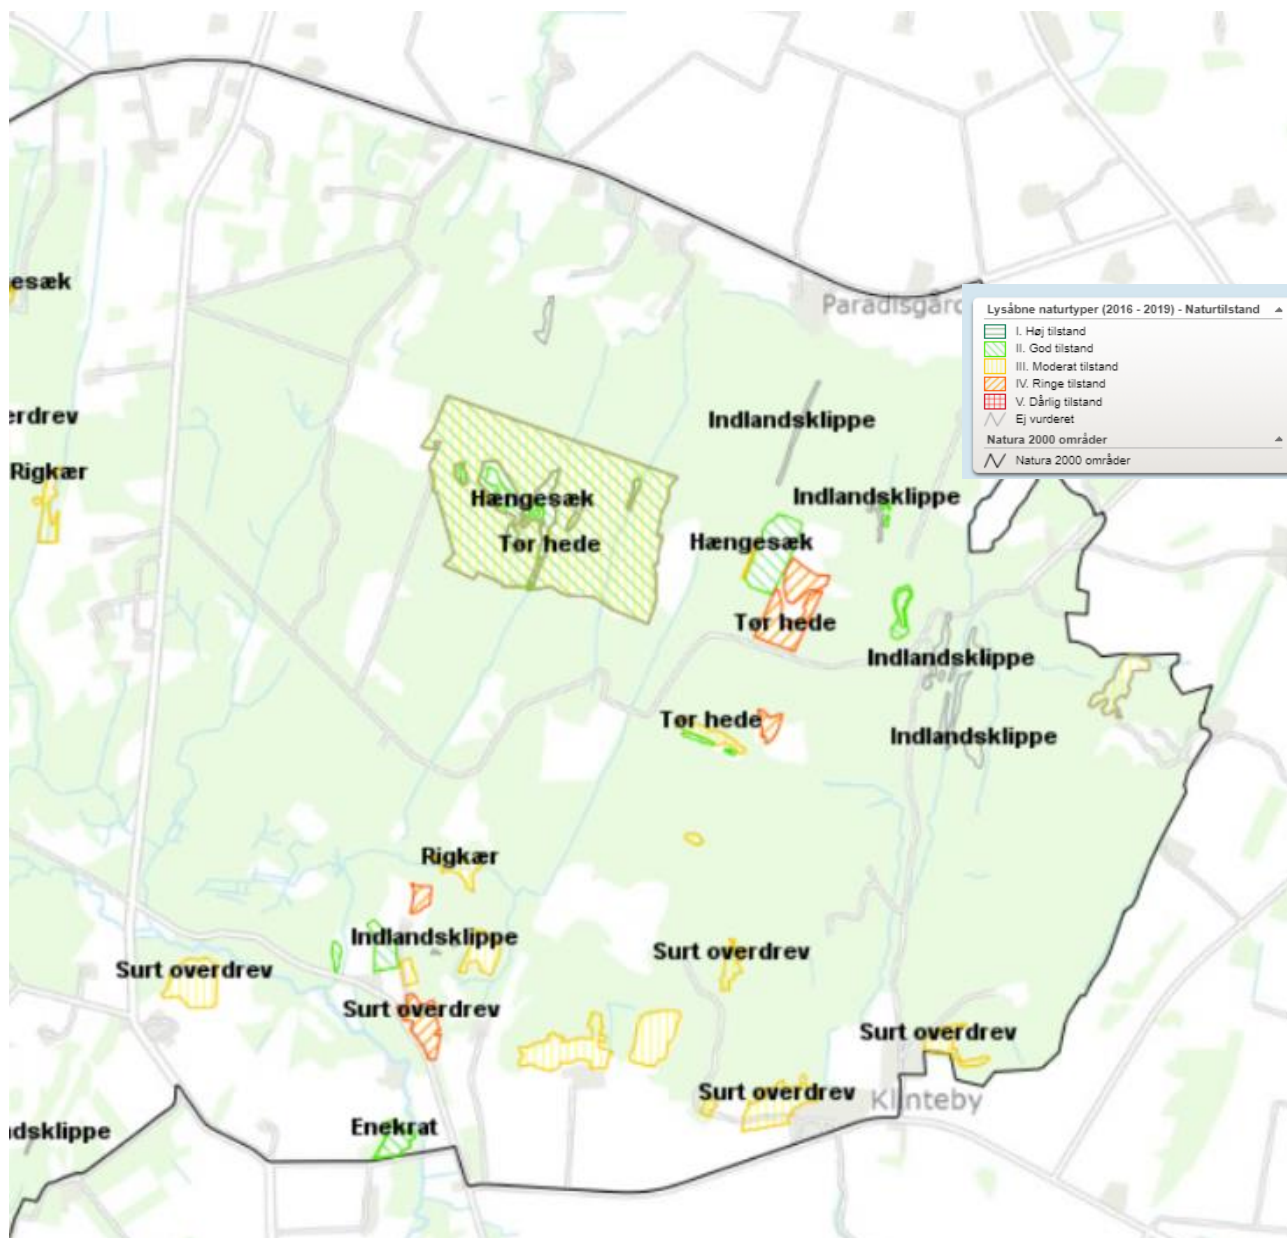 esæk
Paradisgård
Lysåbne naturtyper (2016 - 2019) - Naturtilstand
I. Høj tilstand
II. God tilstand
III. Moderat tilstand
IV. Ringe tilstand
V. Dårlig tilstand
Ej vurderet
Natura 2000 områder
Natura 2000 områder
erdrev
Indlandsklippe
Rigkær
Hængesæk
Indlandsklippe
Tør hede
Hængesæk
Tør hede
Indlandsklippe
Tør hede
Indlandsklippe
Rigkær
Indlandsklippe
Surt overdrev
Surt overdrev
Surt overdrev
Surt overdrev
Surt overdrev
Klinteby
Enekrat
dsklippe